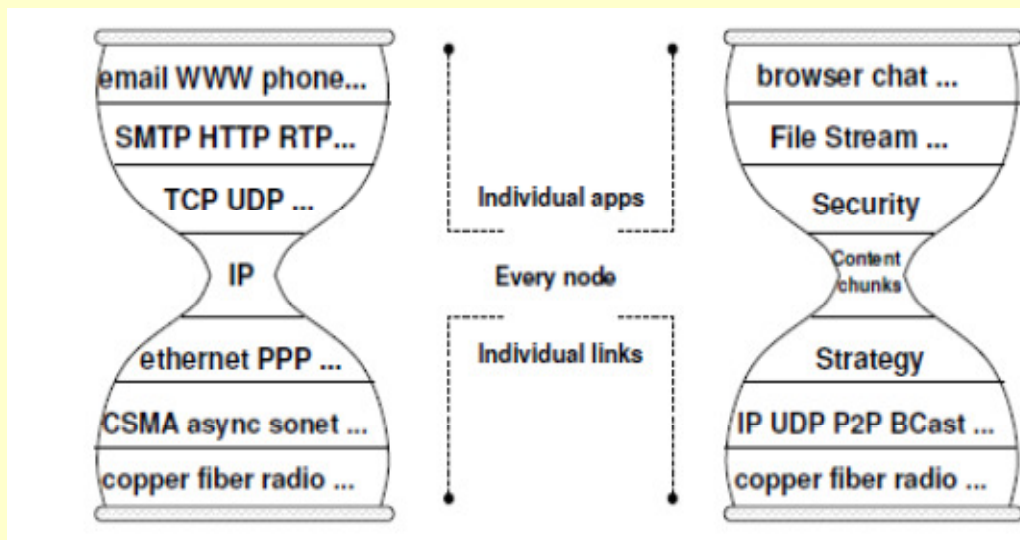 email WWW phone...
SMTP HTTP RTP...
TCP UDP ...
IP
ethernet PPP ...
CSMA async sonet ...
copper fiber radio ...
Individual apps
Every node
Individual links
browser chat ...
File Stream ...
Security
Content
chunks
Strategy
IP UDP P2P BCast ...
copper fiber radio ...